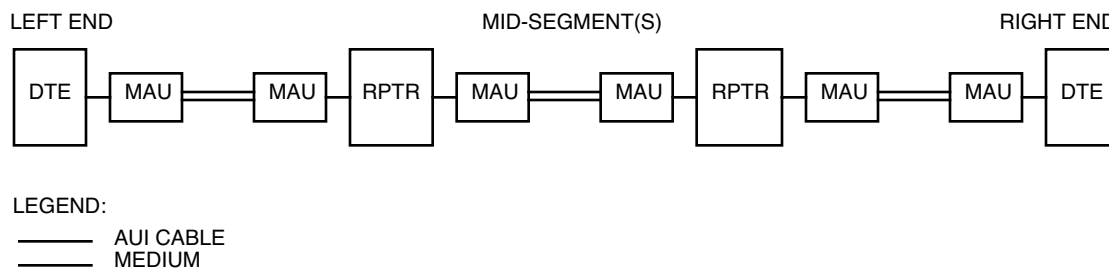 LEFT END MID-SEGMENT(S) RIGHT END
DTE MAU MAU RPTR MAU MAU RPTR MAU MAU DTE
LEGEND:
AUI CABLE
MEDIUM